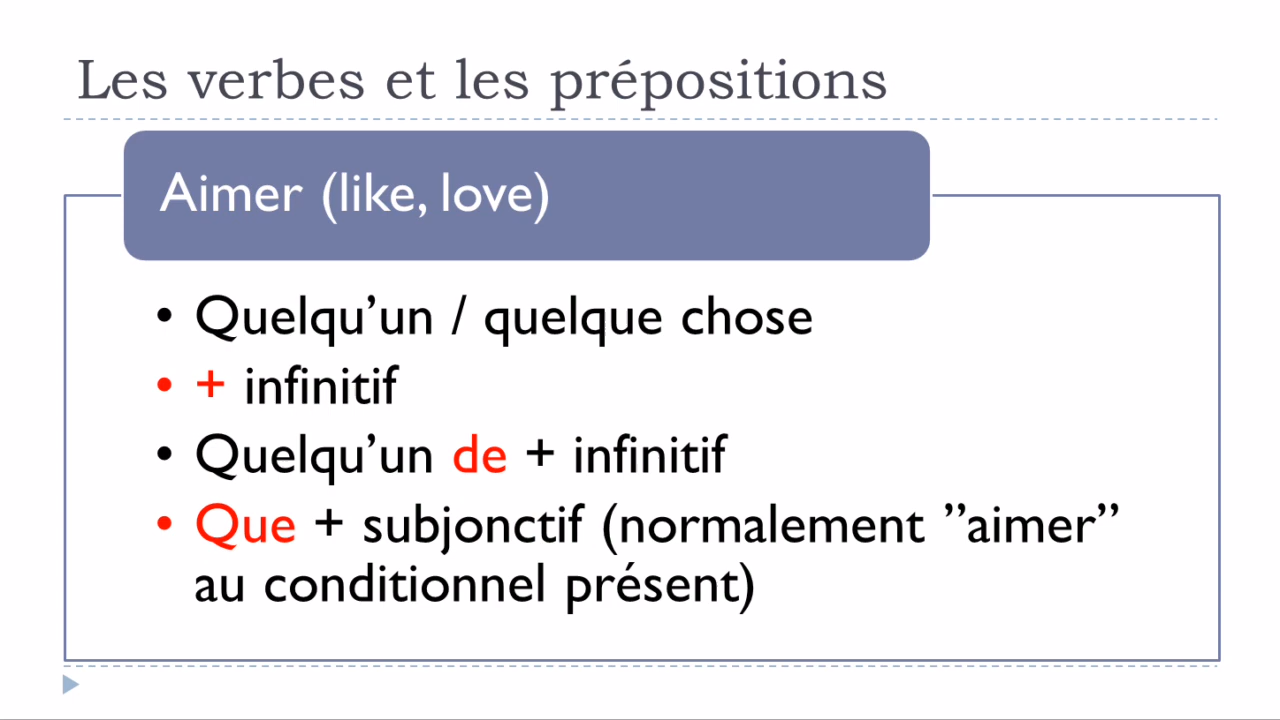 Les verbes et les prépositions
Aimer (like, love)
• Quelqu’un / quelque chose
• + infinitif
• Quelqu’un de + infinitif
• Que + subjonctif (normalement ”aimer”
au conditionnel présent)